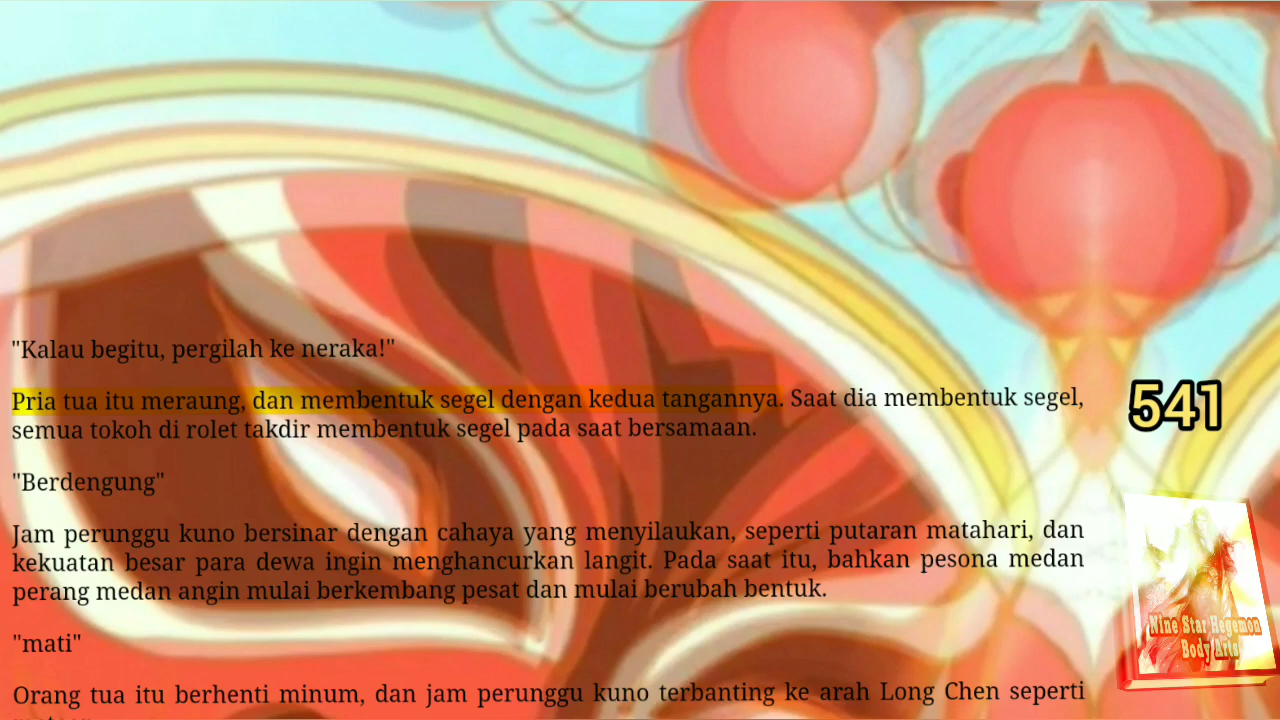 "Kalau begitu, pergilah ke neraka!"
Pria tua itu meraung, dan membentuk segel dengan kedua tangannya. Saat dia membentuk segel,
semua tokoh di rolet takdir membentuk segel pada saat bersamaan.
"Berdengung"
Jam perunggu kuno bersinar dengan cahaya yang menyilaukan, seperti putaran matahari, dan
kekuatan besar para dewa ingin menghancurkan langit. Pada saat itu, bahkan pesona medan
perang medan angin mulai berkembang pesat dan mulai berubah bentuk.
"mati"
Orang tua itu berhenti minum, dan jam perunggu kuno terbanting ke arah Long Chen seperti
541
Nine Star Hegemon
Body Arts